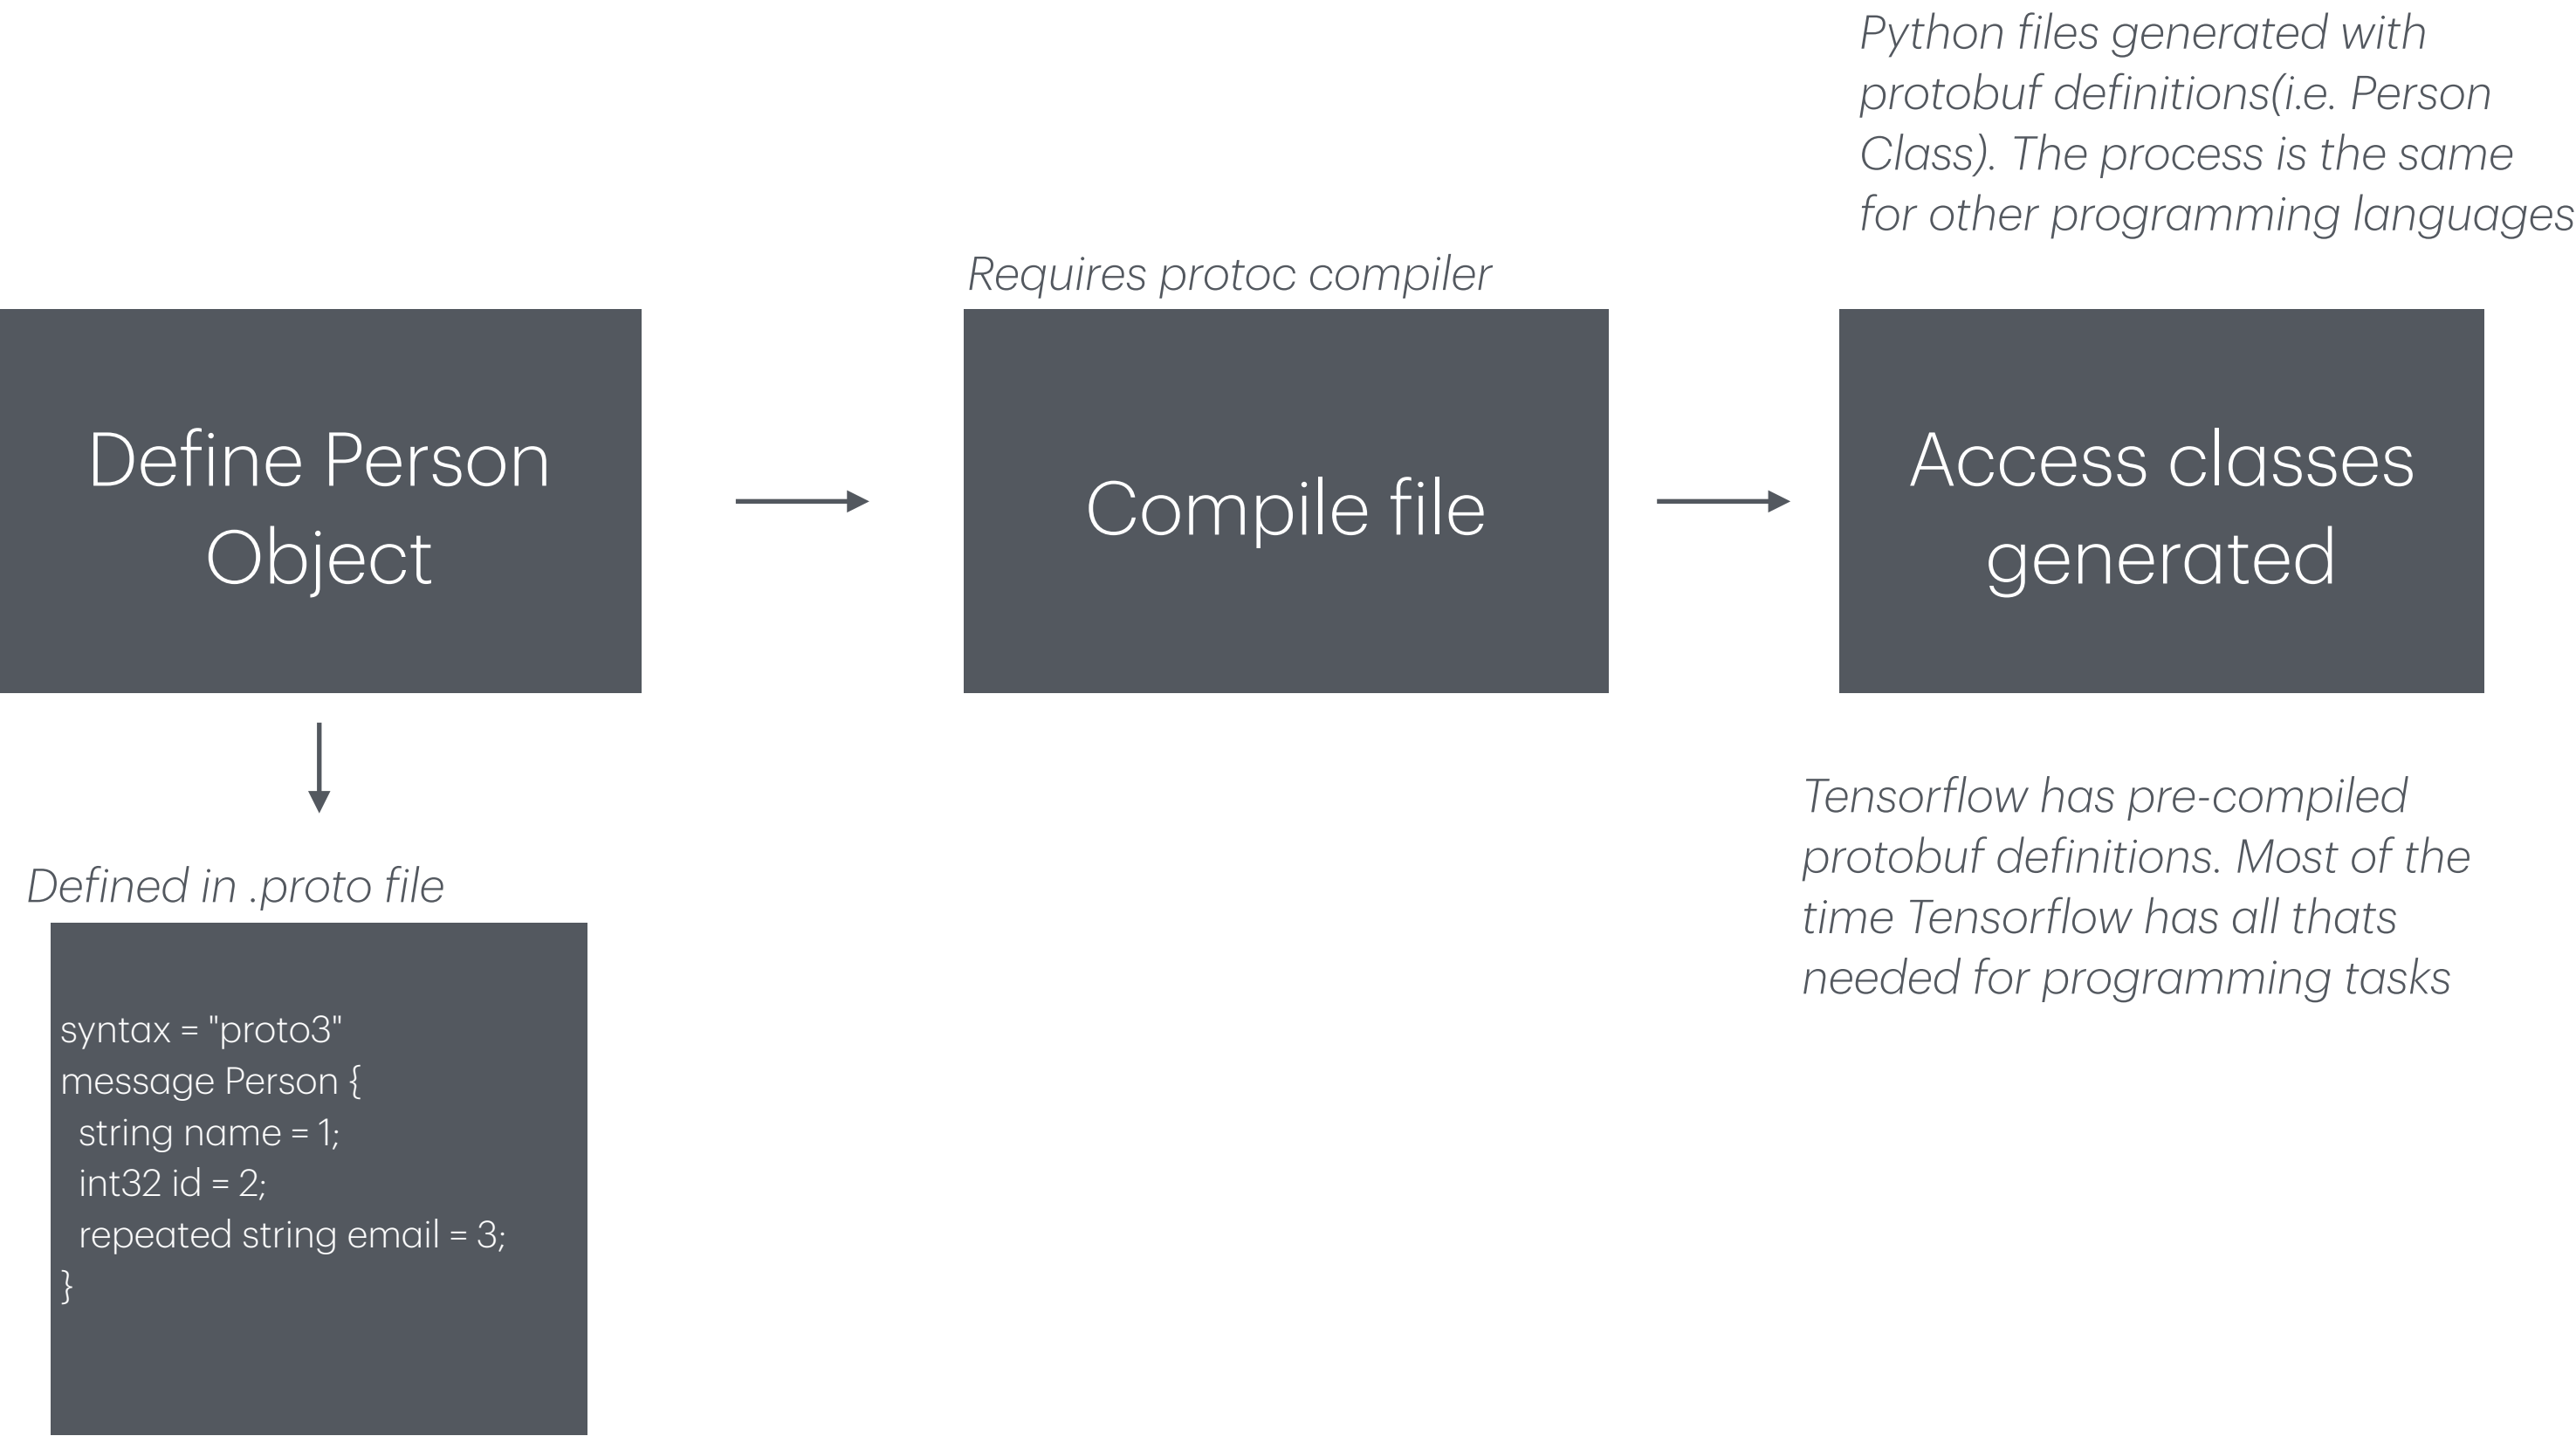 Python files generated with
protobuf definitions(i.e. Person
Class). The process is the same
for other programming languages
Requires protoc compiler
Define Person
Object
Compile file
Access classes
generated
Defined in .proto file
syntax = "proto3"
message Person {
  string name = 1;
  int32 id = 2;
  repeated string email = 3;
}
Tensorflow has pre-compiled
protobuf definitions. Most of the
time Tensorflow has all thats
needed for programming tasks